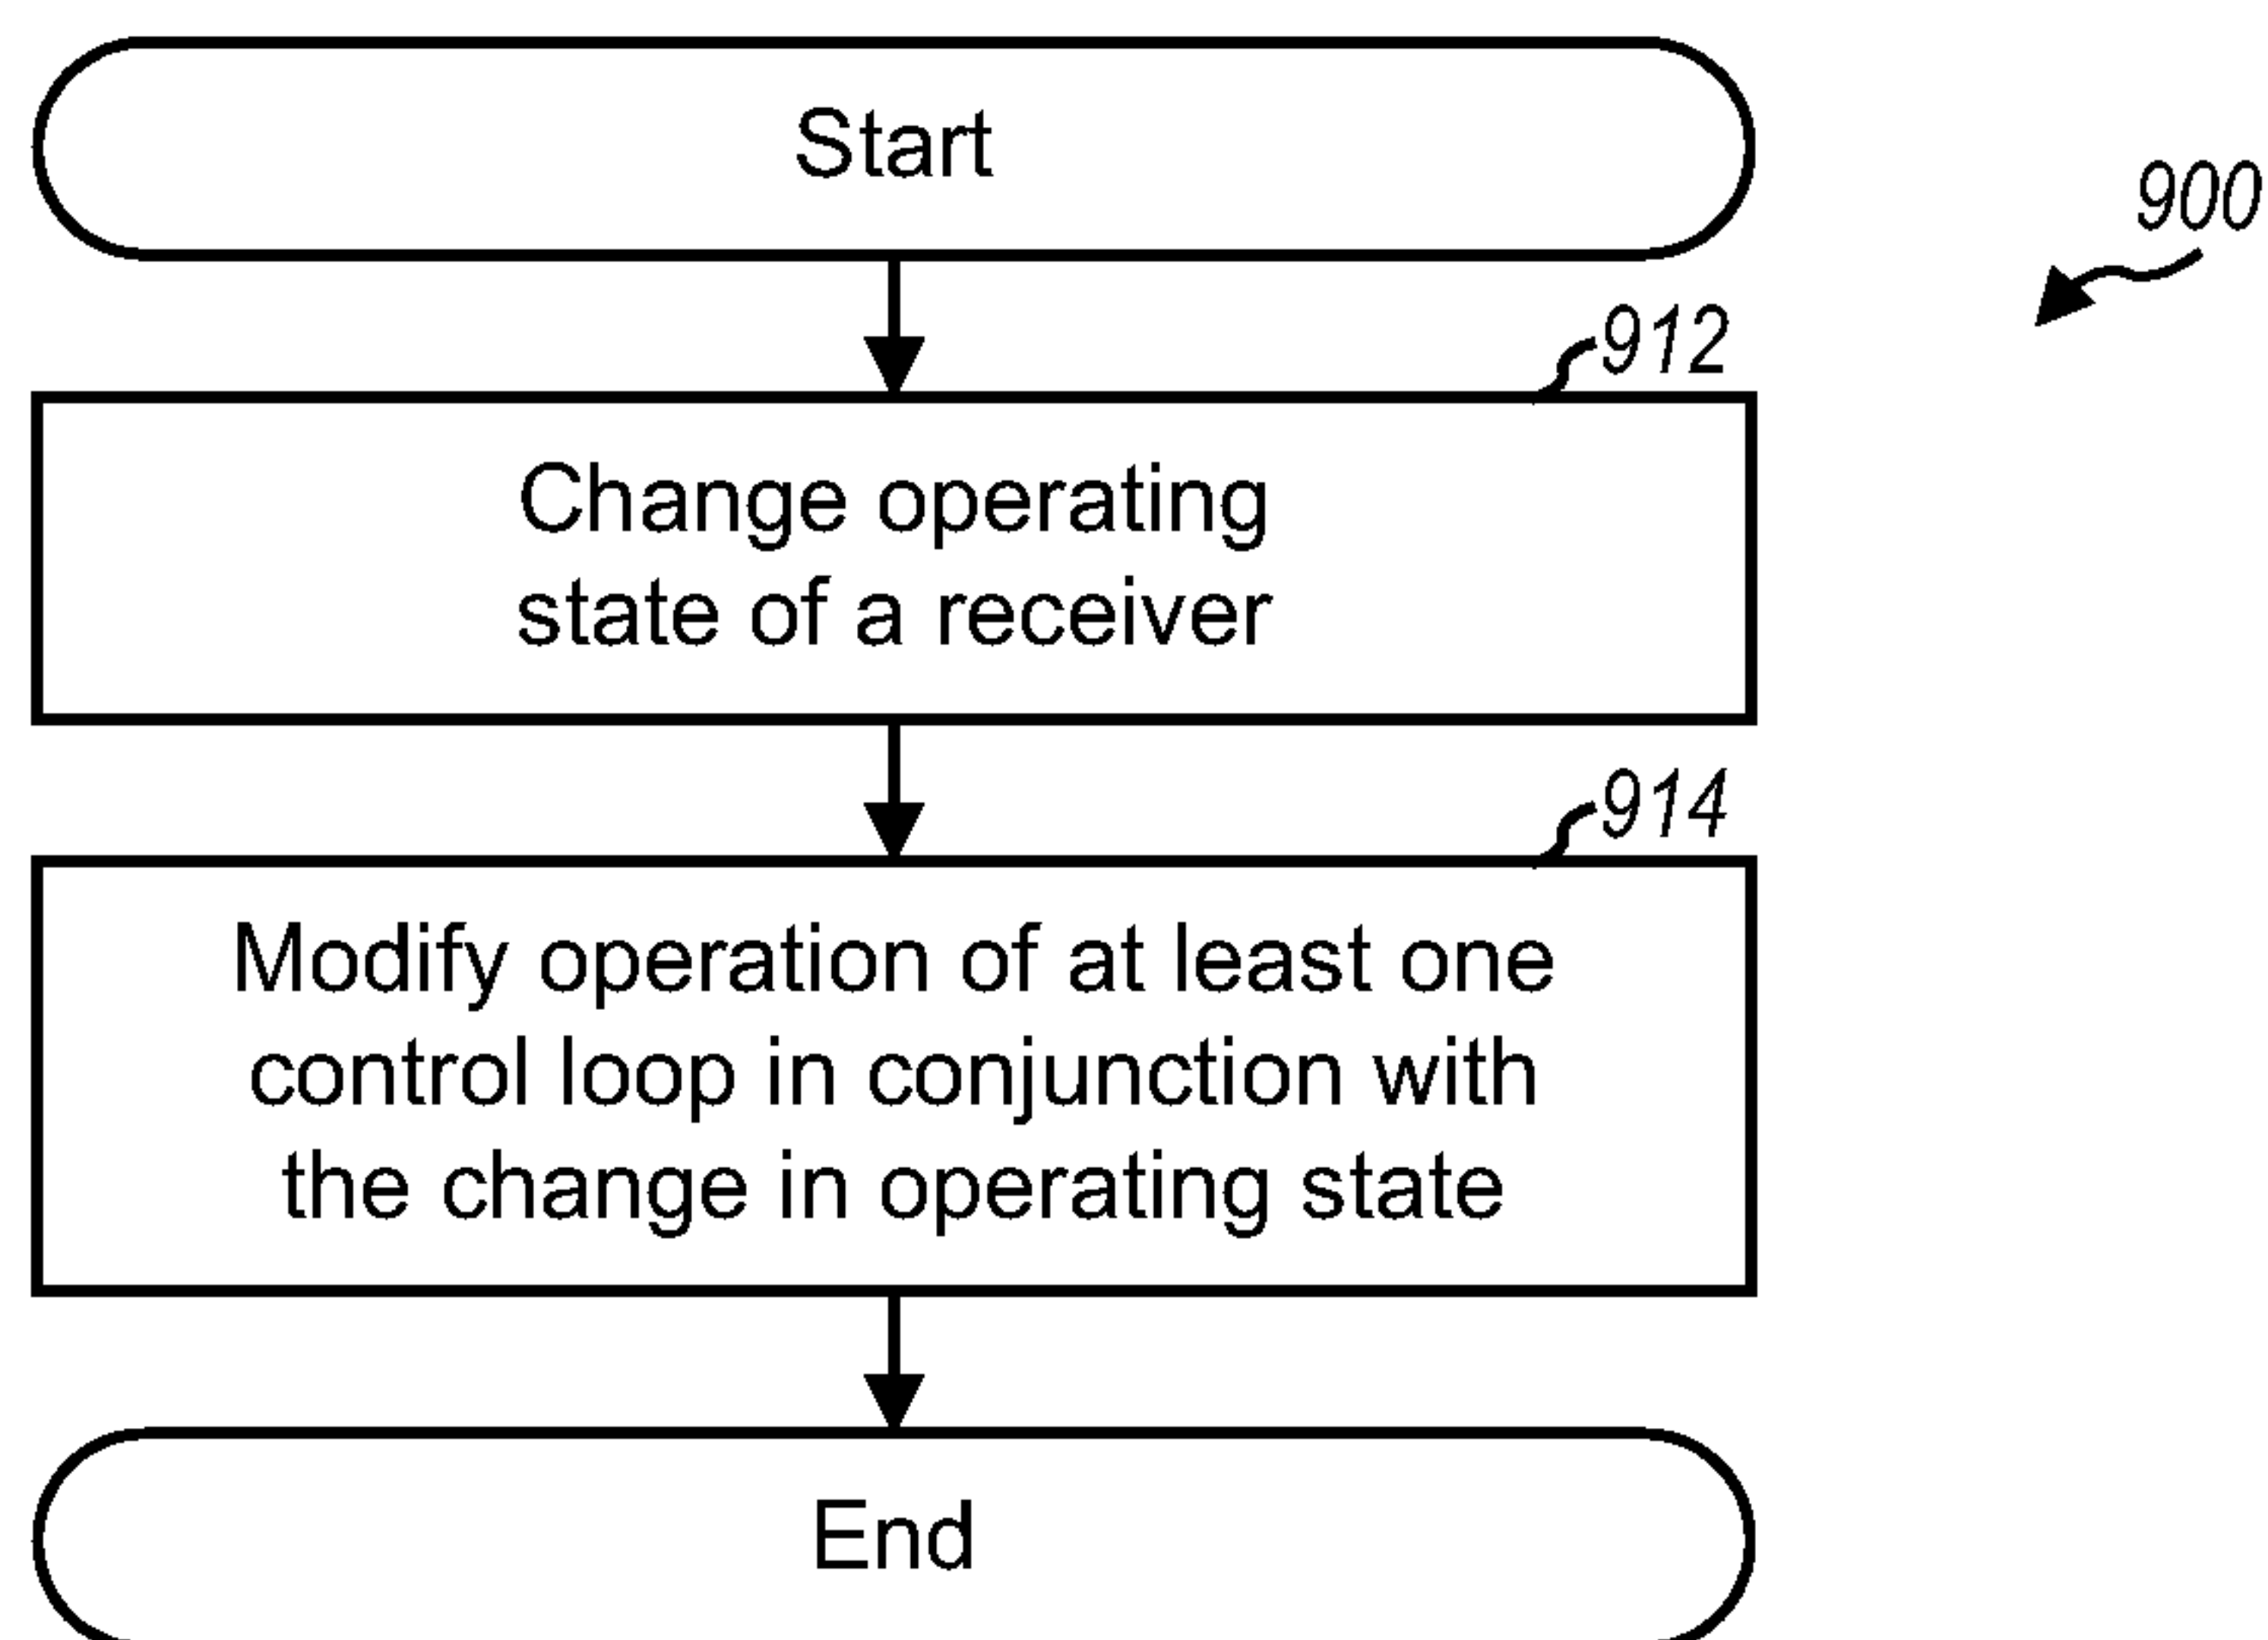 Start
900
912
Change operating
state of a receiver
914
Modify operation of at least one
control loop in conjunction with
the change in operating state
End